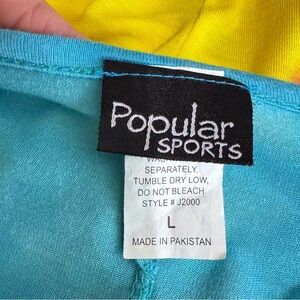 Popular
SPORTS
SEPARATELY.
TUMBLE DRY LOW,
DO NOT BLEACH
STYLE # J2000
L
MADE IN PAKISTAN